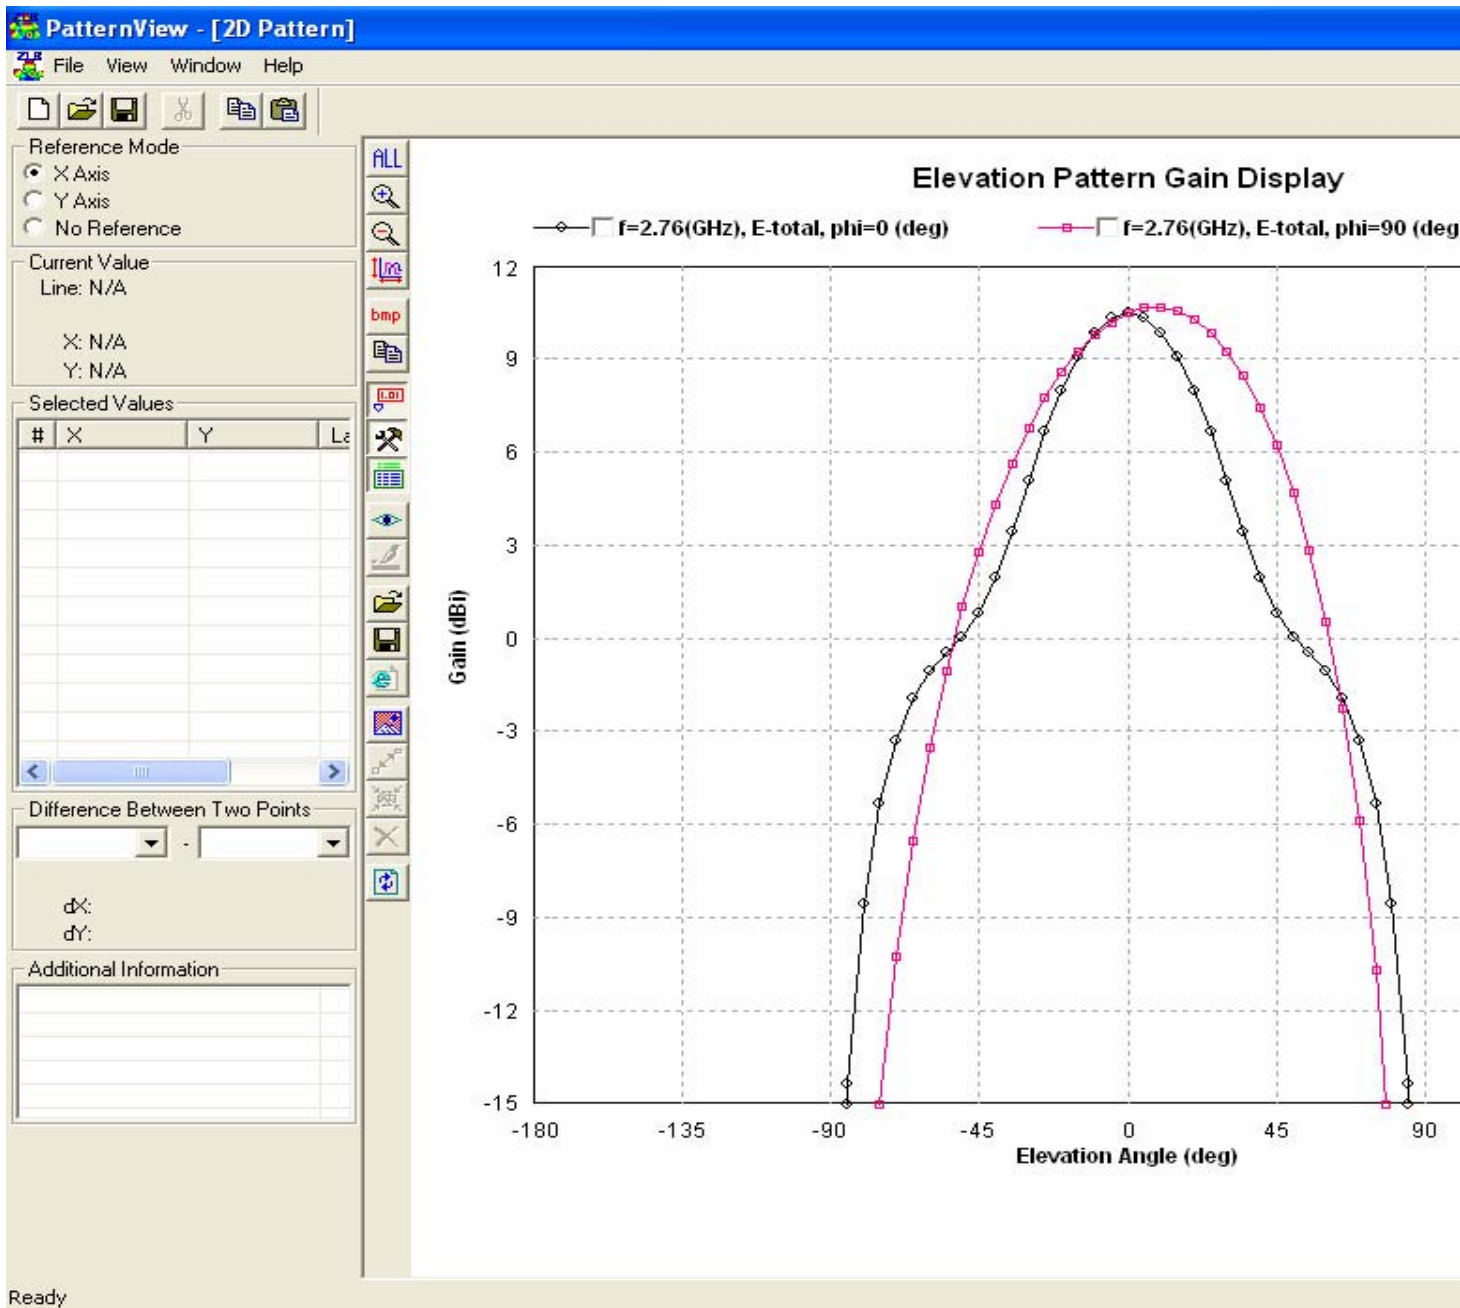 PatternView - [2D Pattern]
File View Window Help
Reference Mode
X Axis
Y Axis
No Reference
Current Value
Line: N/A
X: N/A
Y: N/A
Selected Values
# X Y La
Difference Between Two Points
-
dX:
dY:
Additional Information
Ready
ALL
bmp
1.01
Elevation Pattern Gain Display
f=2.76(GHz), E-total, phi=0 (deg) f=2.76(GHz), E-total, phi=90 (deg
12
9
6
3
0
-3
-6
-9
-12
-15
Gain (dBi)
-180 -135 -90 -45 0 45 90
Elevation Angle (deg)